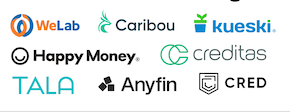 WeLab Caribou kueski
Happy Money creditas
TALA Anyfin CRED